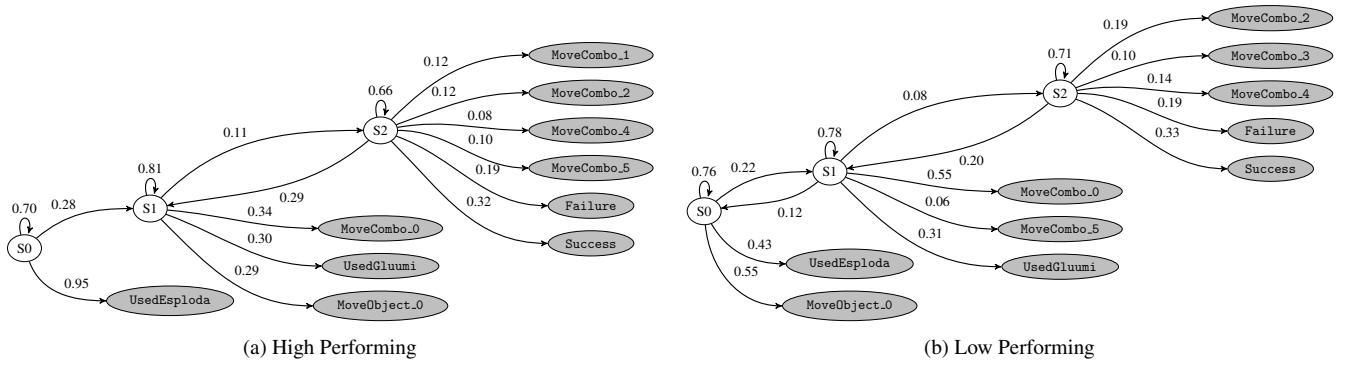 0.12
MoveCombo_1
0.12
MoveCombo_2
0.66
S2
0.08
MoveCombo_4
0.10
MoveCombo_5
0.19
Failure
0.32
Success
0.11
0.29
0.81
S1
0.34
MoveCombo_0
0.30
UsedGluumi
0.29
MoveObject_0
0.70
S0
0.28
0.95
UsedEsploda
(a) High Performing
0.19
MoveCombo_2
0.10
MoveCombo_3
0.71
S2
0.14
MoveCombo_4
0.19
Failure
0.33
Success
0.08
0.20
0.78
S1
0.55
MoveCombo_0
0.06
MoveCombo_5
0.31
UsedGluumi
0.76
S0
0.22
0.12
0.43
UsedEsploda
0.55
MoveObject_0
(b) Low Performing